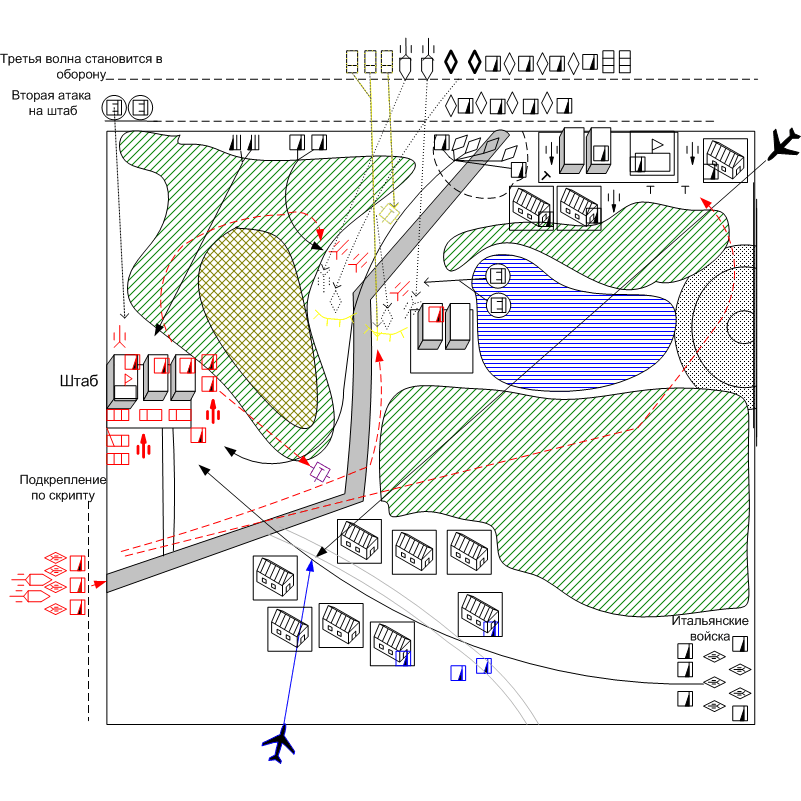 Третья волна становится в
оборону
Вторая атака
на штаб
Штаб
Подкрепление
по скрипту
Итальянские
войска